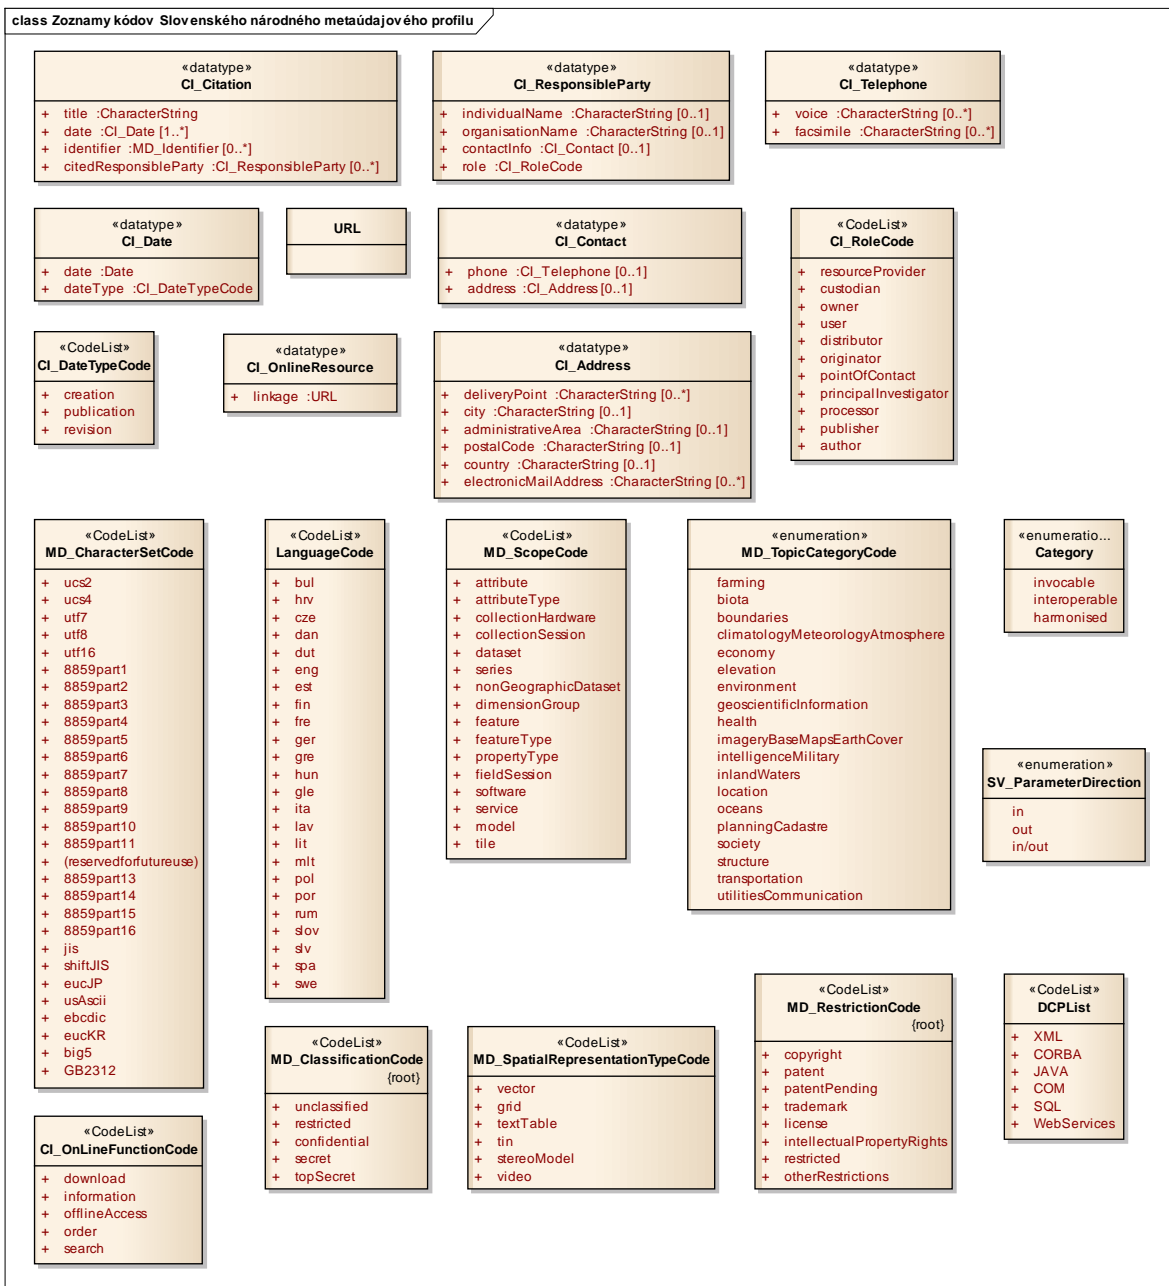 class Zoznamy kódov Slovenského národného metaúdajového profilu
«datatype»
CI_Citation
+ title :CharacterString
+ date :CI_Date [1..*]
+ identifier :MD_Identifier [0..*]
+ citedResponsibleParty :CI_ResponsibleParty [0..*]
«datatype»
CI_ResponsibleParty
+ individualName :CharacterString [0..1]
+ organisationName :CharacterString [0..1]
+ contactInfo :CI_Contact [0..1]
+ role :CI_RoleCode
«datatype»
CI_Telephone
+ voice :CharacterString [0..*]
+ facsimile :CharacterString [0..*]
«datatype»
CI_Date
+ date :Date
+ dateType :CI_DateTypeCode
URL
«datatype»
CI_Contact
+ phone :CI_Telephone [0..1]
+ address :CI_Address [0..1]
«CodeList»
CI_RoleCode
+ resourceProvider
+ custodian
+ owner
+ user
+ distributor
+ originator
+ pointOfContact
+ principalInvestigator
+ processor
+ publisher
+ author
«CodeList»
CI_DateTypeCode
+ creation
+ publication
+ revision
«datatype»
CI_OnlineResource
+ linkage :URL
«datatype»
CI_Address
+ deliveryPoint :CharacterString [0..*]
+ city :CharacterString [0..1]
+ administrativeArea :CharacterString [0..1]
+ postalCode :CharacterString [0..1]
+ country :CharacterString [0..1]
+ electronicMailAddress :CharacterString [0..*]
«CodeList»
MD_CharacterSetCode
+ ucs2
+ ucs4
+ utf7
+ utf8
+ utf16
+ 8859part1
+ 8859part2
+ 8859part3
+ 8859part4
+ 8859part5
+ 8859part6
+ 8859part7
+ 8859part8
+ 8859part9
+ 8859part10
+ 8859part11
+ (reservedforfutureuse)
+ 8859part13
+ 8859part14
+ 8859part15
+ 8859part16
+ jis
+ shiftJIS
+ eucJP
+ usAscii
+ ebcdic
+ eucKR
+ big5
+ GB2312
«CodeList»
LanguageCode
+ bul
+ hrv
+ cze
+ dan
+ dut
+ eng
+ est
+ fin
+ fre
+ ger
+ gre
+ hun
+ gle
+ ita
+ lav
+ lit
+ mlt
+ pol
+ por
+ rum
+ slov
+ slv
+ spa
+ swe
«CodeList»
MD_ScopeCode
+ attribute
+ attributeType
+ collectionHardware
+ collectionSession
+ dataset
+ series
+ nonGeographicDataset
+ dimensionGroup
+ feature
+ featureType
+ propertyType
+ fieldSession
+ software
+ service
+ model
+ tile
«enumeration»
MD_TopicCategoryCode
farming
biota
boundaries
climatologyMeteorologyAtmosphere
economy
elevation
environment
geoscientificInformation
health
imageryBaseMapsEarthCover
intelligenceMilitary
inlandWaters
location
oceans
planningCadastre
society
structure
transportation
utilitiesCommunication
«enumeratio...
Category
invocable
interoperable
harmonised
«enumeration»
SV_ParameterDirection
in
out
in/out
«CodeList»
MD_ClassificationCode
{root}
+ unclassified
+ restricted
+ confidential
+ secret
+ topSecret
«CodeList»
MD_SpatialRepresentationTypeCode
+ vector
+ grid
+ textTable
+ tin
+ stereoModel
+ video
«CodeList»
MD_RestrictionCode
{root}
+ copyright
+ patent
+ patentPending
+ trademark
+ license
+ intellectualPropertyRights
+ restricted
+ otherRestrictions
«CodeList»
DCPList
+ XML
+ CORBA
+ JAVA
+ COM
+ SQL
+ WebServices
«CodeList»
CI_OnLineFunctionCode
+ download
+ information
+ offlineAccess
+ order
+ search